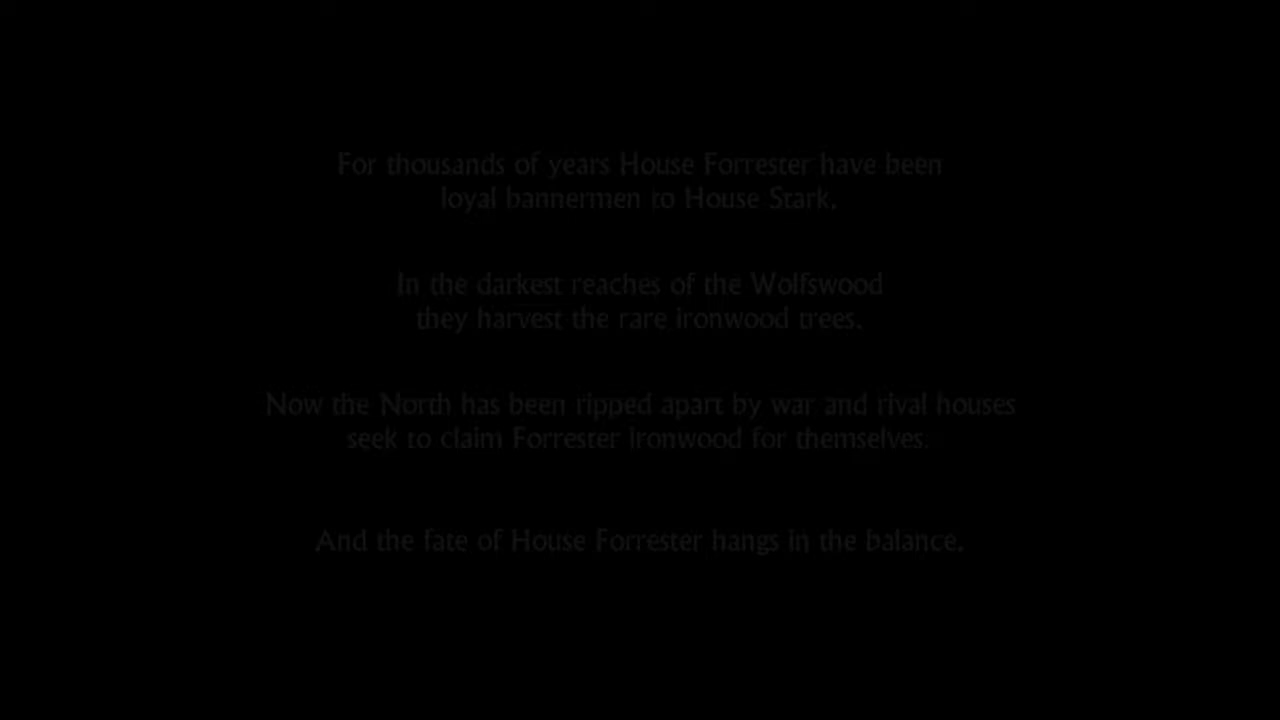 For thousands of years House Forrester have been
loyal bannermen to House Stark.
In the darkest reaches of the Wolfswood
they harvest the rare ironwood trees.
Now the North has been ripped apart by war and rival houses
seek to claim Forrester ironwood for themselves.
And the fate of House Forrester hangs in the balance.